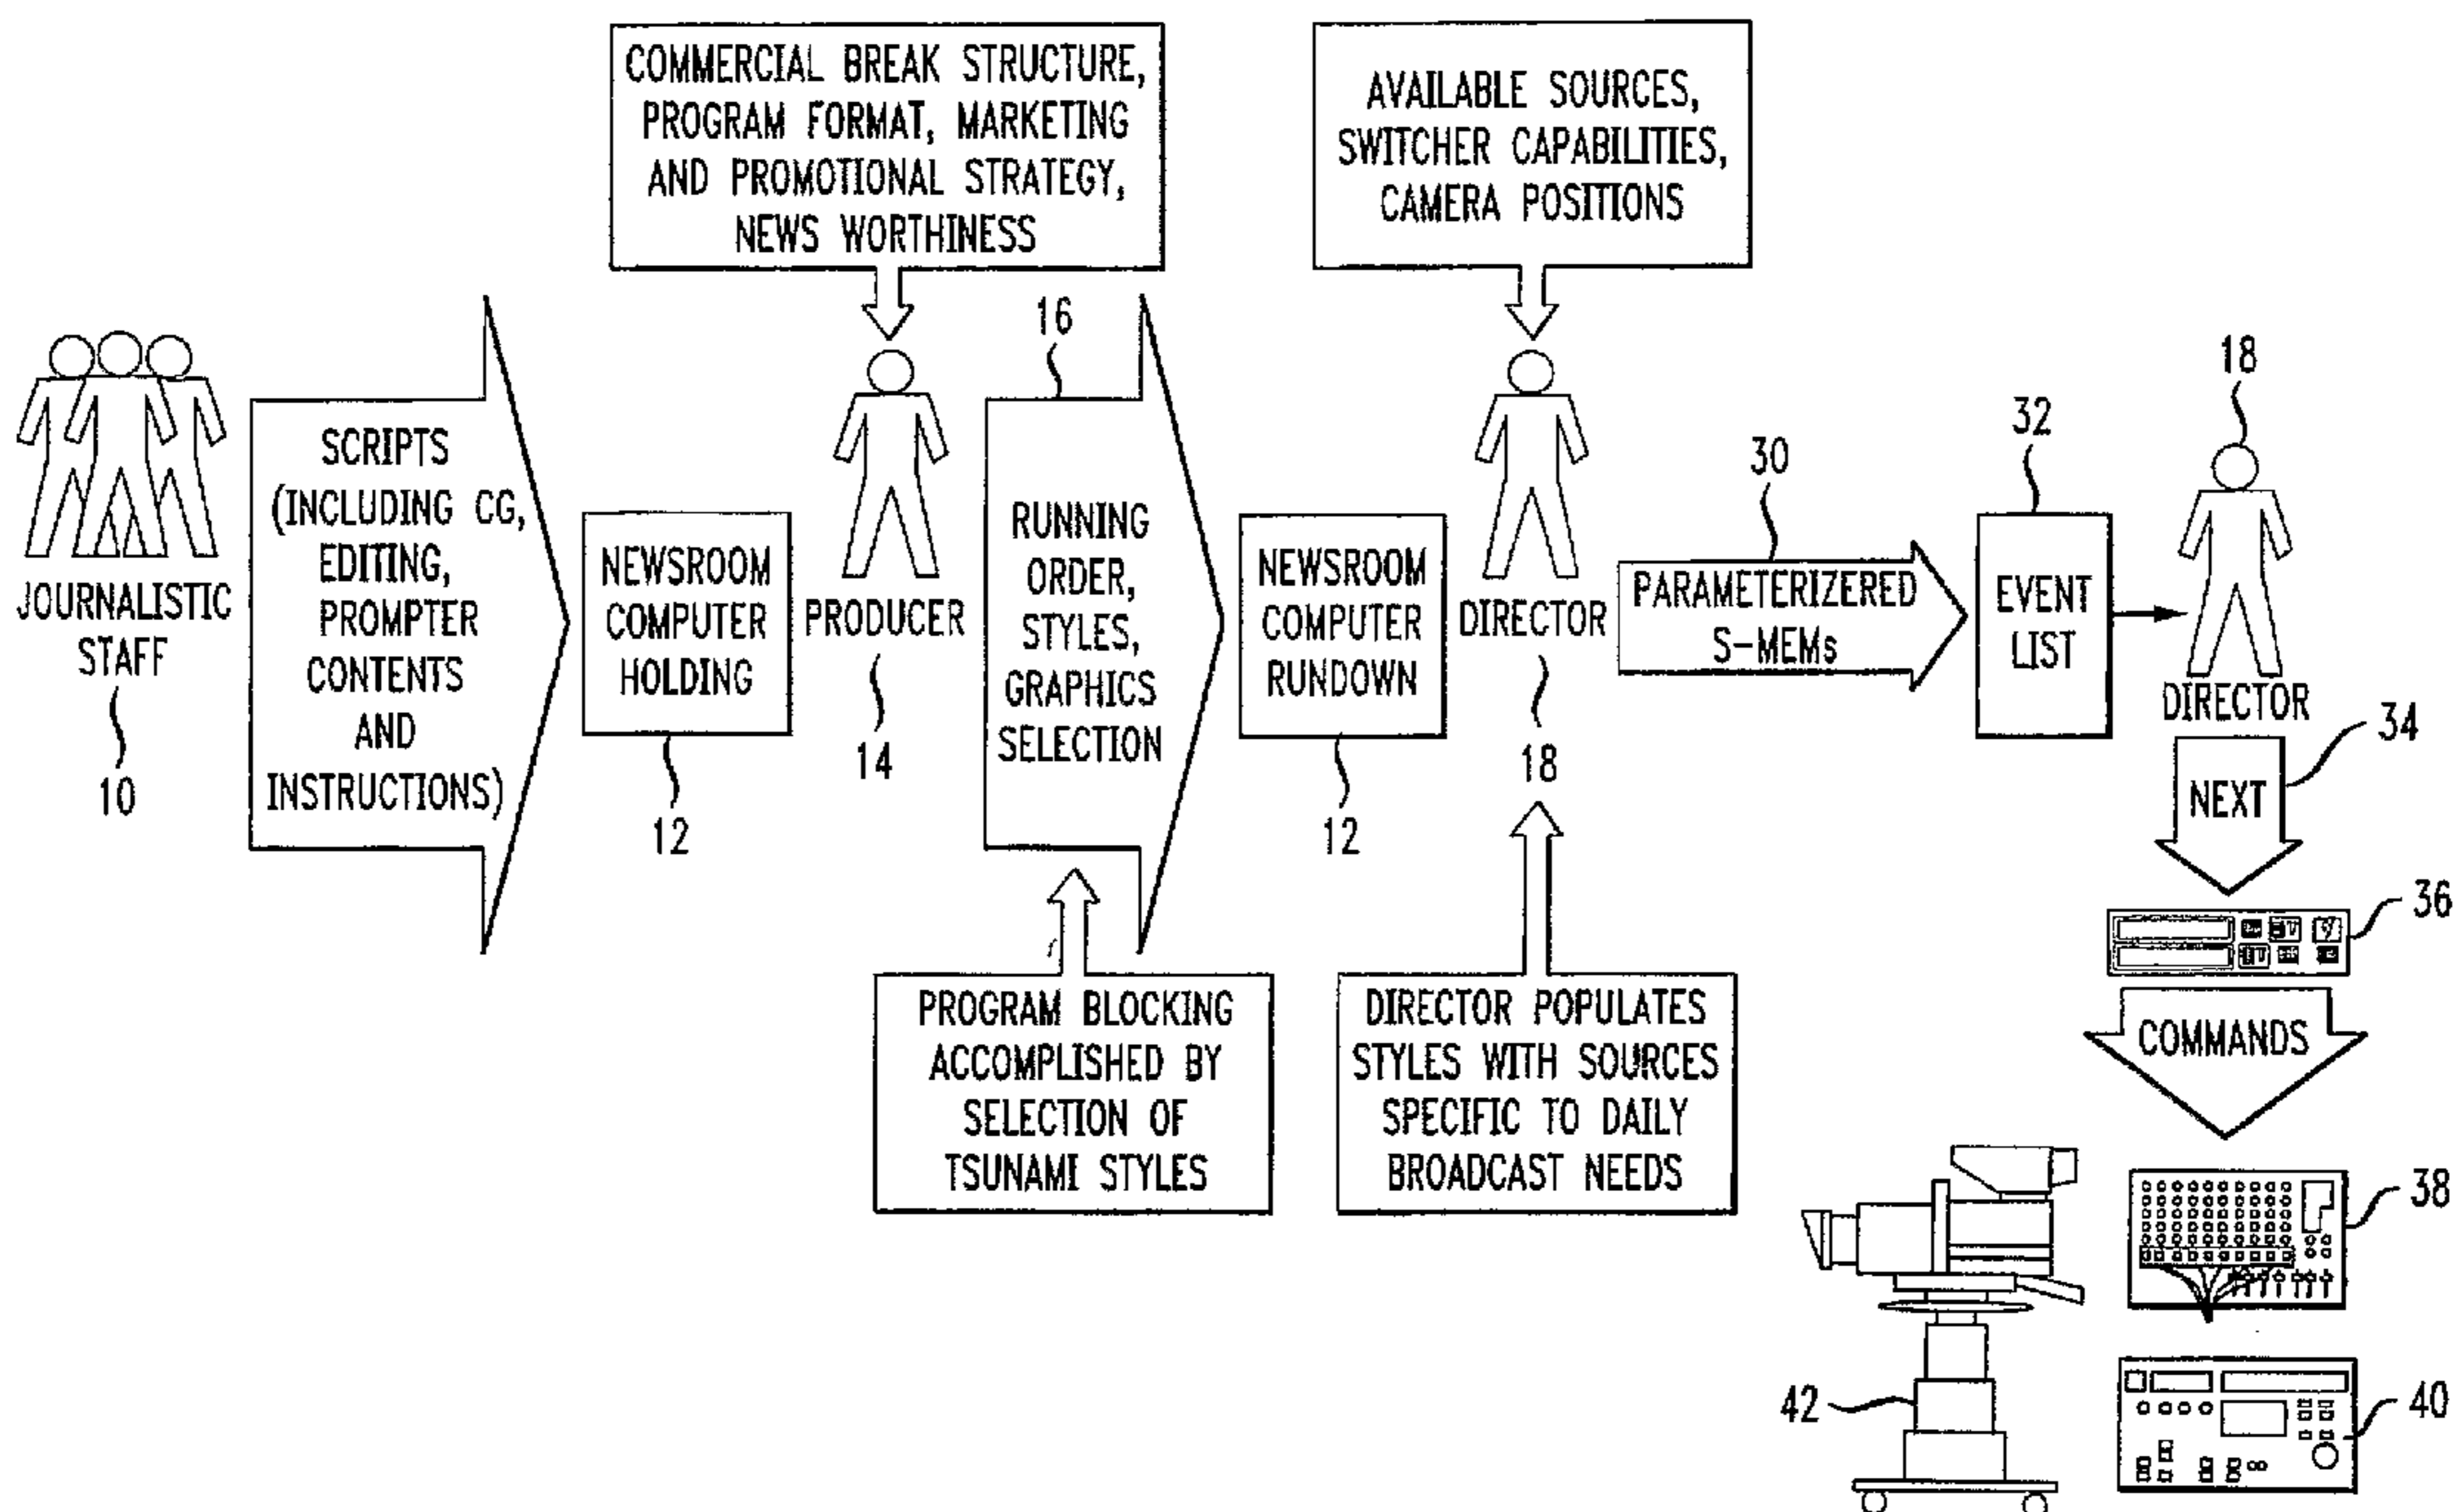 COMMERCIAL BREAK STRUCTURE,
PROGRAM FORMAT, MARKETING
AND PROMOTIONAL STRATEGY,
NEWS WORTHINESS
AVAILABLE SOURCES,
SWITCHER CAPABILITIES,
CAMERA POSITIONS
JOURNALISTIC
STAFF
10
SCRIPTS
(INCLUDING CG,
EDITING,
PROMPTER
CONTENTS
AND
INSTRUCTIONS)
NEWSROOM
COMPUTER
HOLDING
12
PRODUCER
14
16
RUNNING
ORDER,
STYLES,
GRAPHICS
SELECTION
NEWSROOM
COMPUTER
RUNDOWN
12
DIRECTOR
18
30
PARAMETERIZERED
S-MEMs
32
EVENT
LIST
18
DIRECTOR
34
NEXT
36
COMMANDS
PROGRAM BLOCKING
ACCOMPLISHED BY
SELECTION OF
TSUNAMI STYLES
DIRECTOR POPULATES
STYLES WITH SOURCES
SPECIFIC TO DAILY
BROADCAST NEEDS
38
42
40